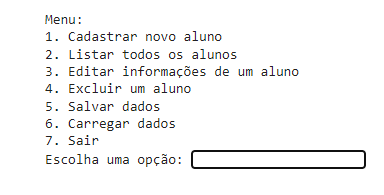 Menu:
1. Cadastrar novo aluno
2. Listar todos os alunos
3. Editar informações de um aluno
4. Excluir um aluno
5. Salvar dados
6. Carregar dados
7. Sair
Escolha uma opção: